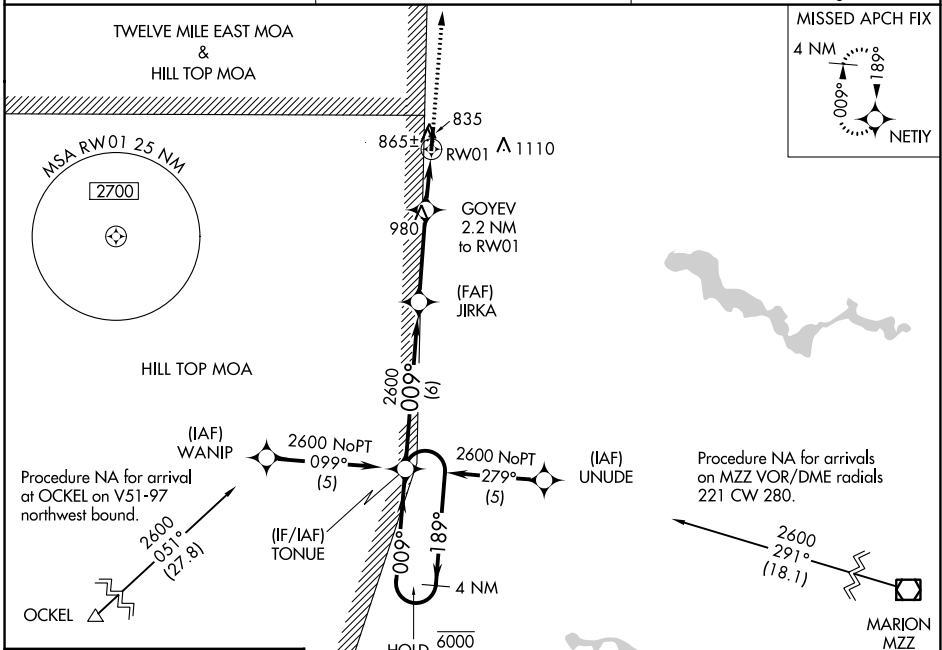 TWELVE MILE EAST MOA
&
HILL TOP MOA
MISSED APCH FIX
4 NM
009°
189°
NETIY
835
865±
RW01
1110
MSA RW01 25 NM
2700
GOYEV
2.2 NM
to RW01
980
(FAF)
JIRKA
HILL TOP MOA
2600
009°
(6)
(IAF)
WANIP
2600 NoPT
099°
(5)
2600 NoPT
279°
(5)
(IAF)
UNUDE
Procedure NA for arrival
at OCKEL on V51-97
northwest bound.
Procedure NA for arrivals
on MZZ VOR/DME radials
221 CW 280.
(IF/IAF)
TONUE
2600
051°
(27.8)
OCKEL
009°
189°
4 NM
HOLD 6000
2600
291°
(18.1)
MARION
MZZ